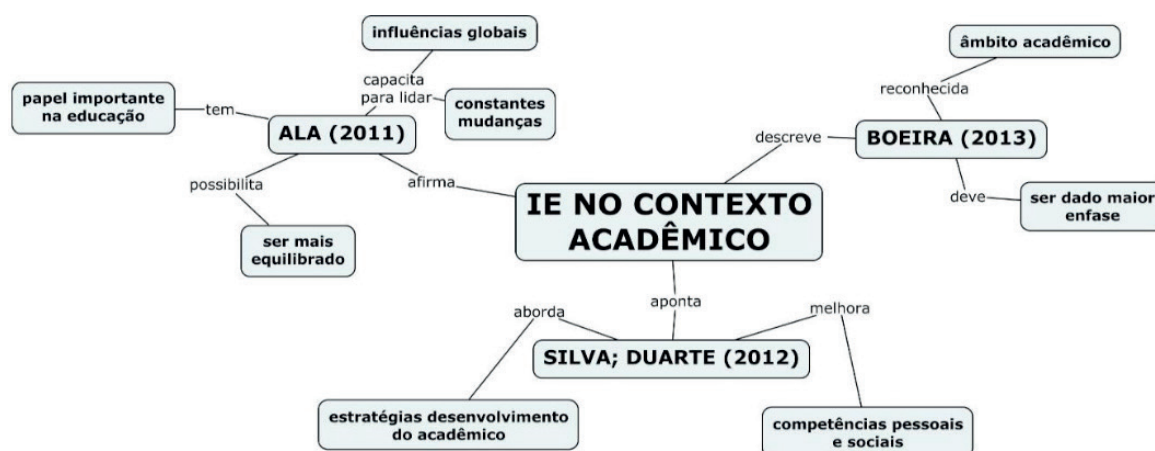 influências globais
âmbito acadêmico
capacita
para lidar
reconhecida
papel importante
na educação
tem
constantes
mudanças
ALA (2011)
descreve
BOEIRA (2013)
possibilita
afirma
deve
IE NO CONTEXTO
ACADÊMICO
ser dado maior
enfase
ser mais
equilibrado
aborda
aponta
melhora
SILVA; DUARTE (2012)
estratégias desenvolvimento
do acadêmico
competências pessoais
e sociais